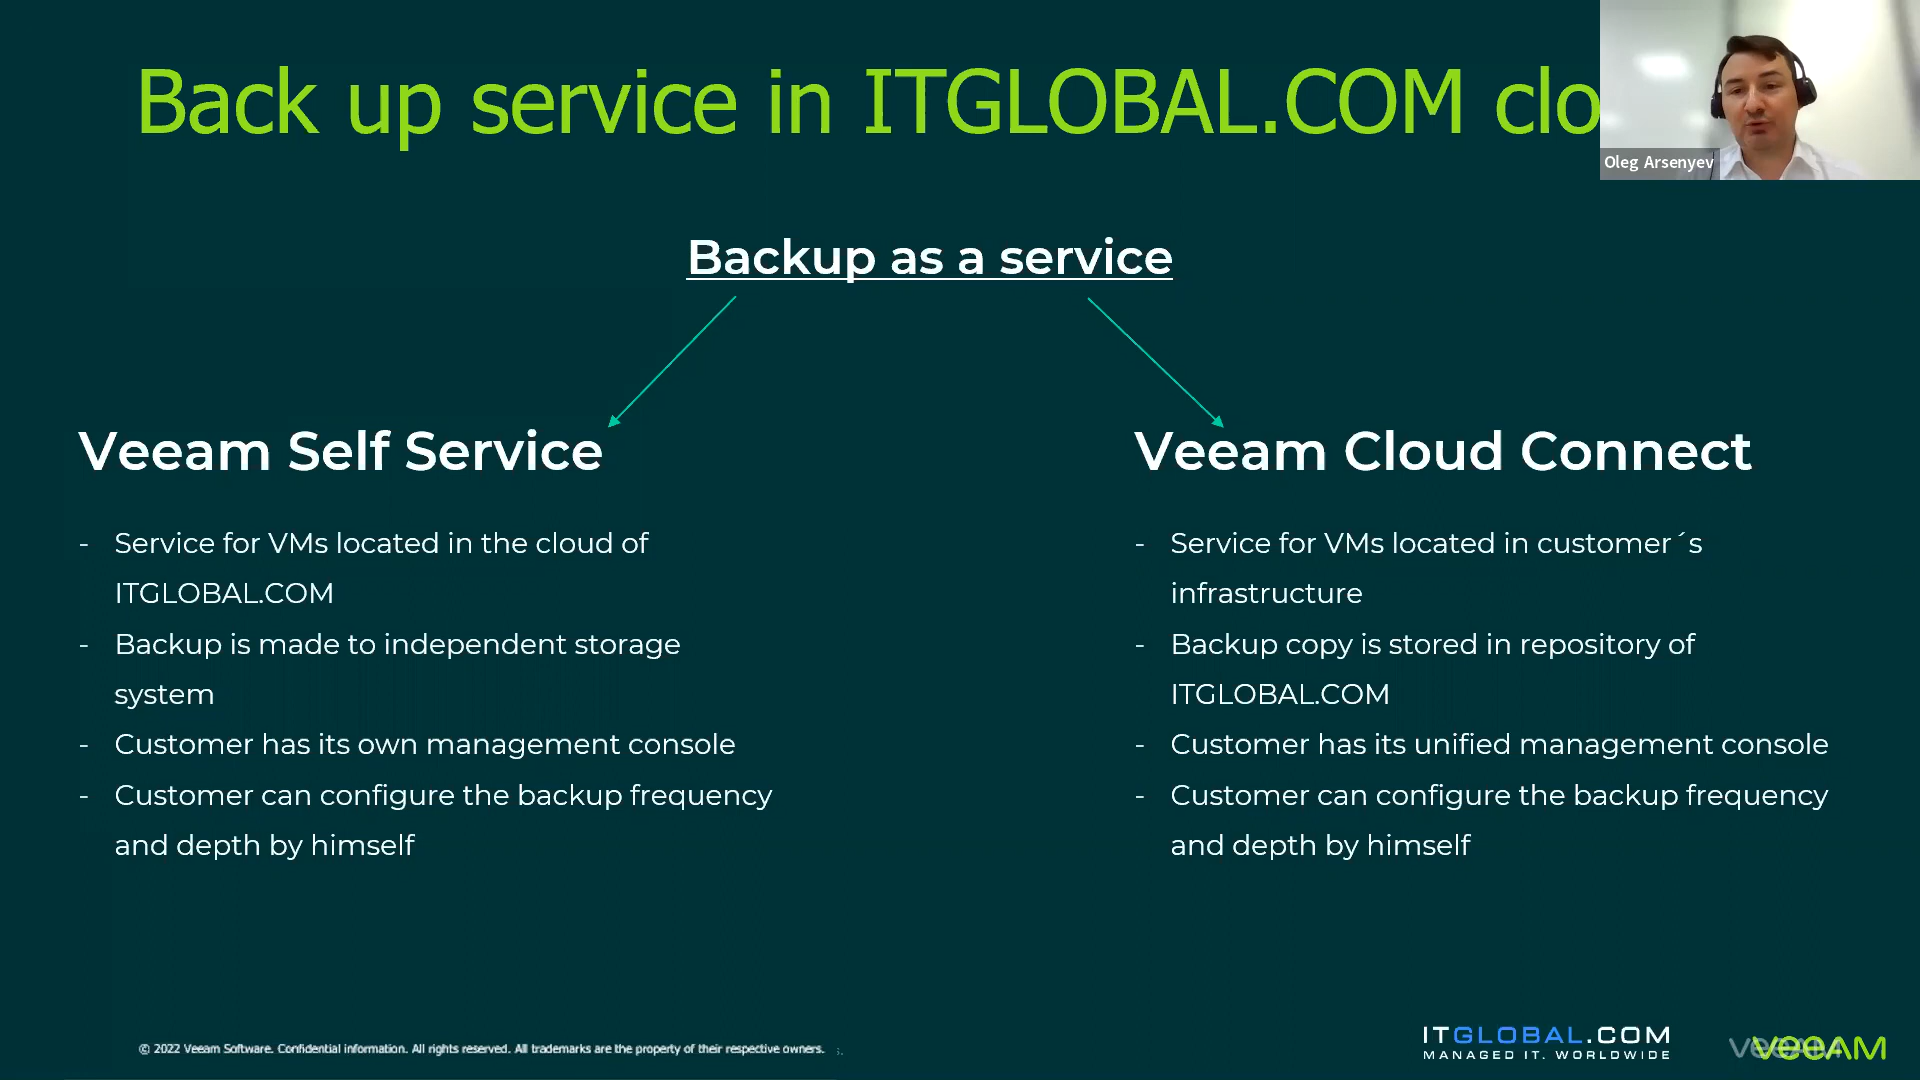 Back up service in ITGLOBAL.COM clo
Oleg Arsenyev
Backup as a service
Veeam Self Service
- Service for VMs located in the cloud of
ITGLOBAL.COM
- Backup is made to independent storage
system
- Customer has its own management console
- Customer can configure the backup frequency
and depth by himself
Veeam Cloud Connect
- Service for VMs located in customer´s
infrastructure
- Backup copy is stored in repository of
ITGLOBAL.COM
- Customer has its unified management console
- Customer can configure the backup frequency
and depth by himself
© 2022 Veeam Software. Confidential information. All rights reserved. All trademarks are the property of their respective owners.
ITGLOBAL.COM
MANAGED IT. WORLDWIDE
veeAM